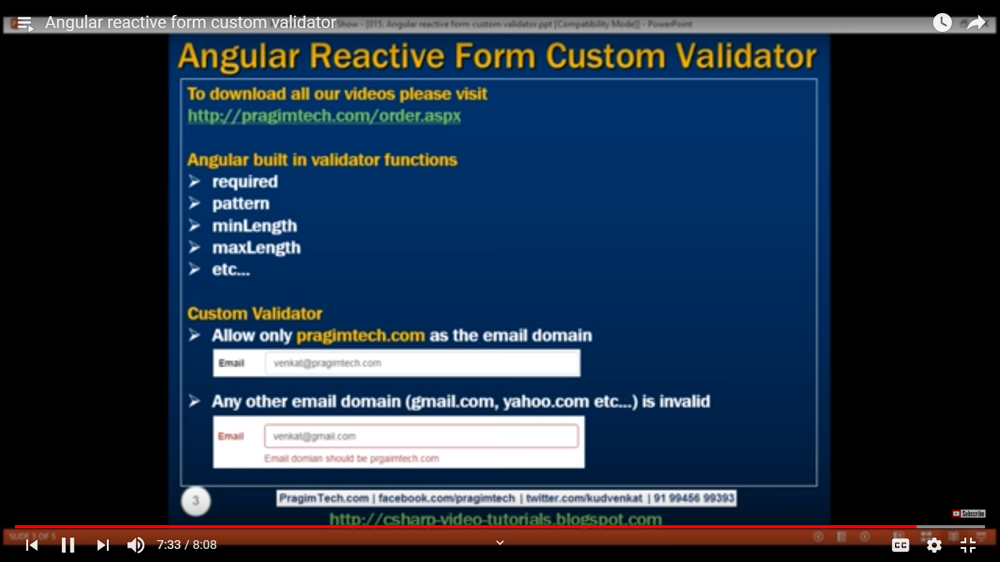 Angular reactive form custom validator
Show - [015. Angular reactive form custom validator.ppt [Compatibility Mode]] - PowerPoint
Angular Reactive Form Custom Validator
To download all our videos please visit
http://pragimtech.com/order.aspx
Angular built in validator functions
required
pattern
minLength
maxLength
etc...
Custom Validator
Allow only pragimtech.com as the email domain
Email venkat@pragimtech.com
Any other email domain (gmail.com, yahoo.com etc...) is invalid
Email venkat@gmail.com
Email domian should be prgaimtech.com
3
PragimTech.com | facebook.com/pragimtech | twitter.com/kudvenkat | 91 99456 99393
http://csharp-video-tutorials.blogspot.com
Subscribe
SLIDE 3 OF 5
7:33 / 8:08
CC